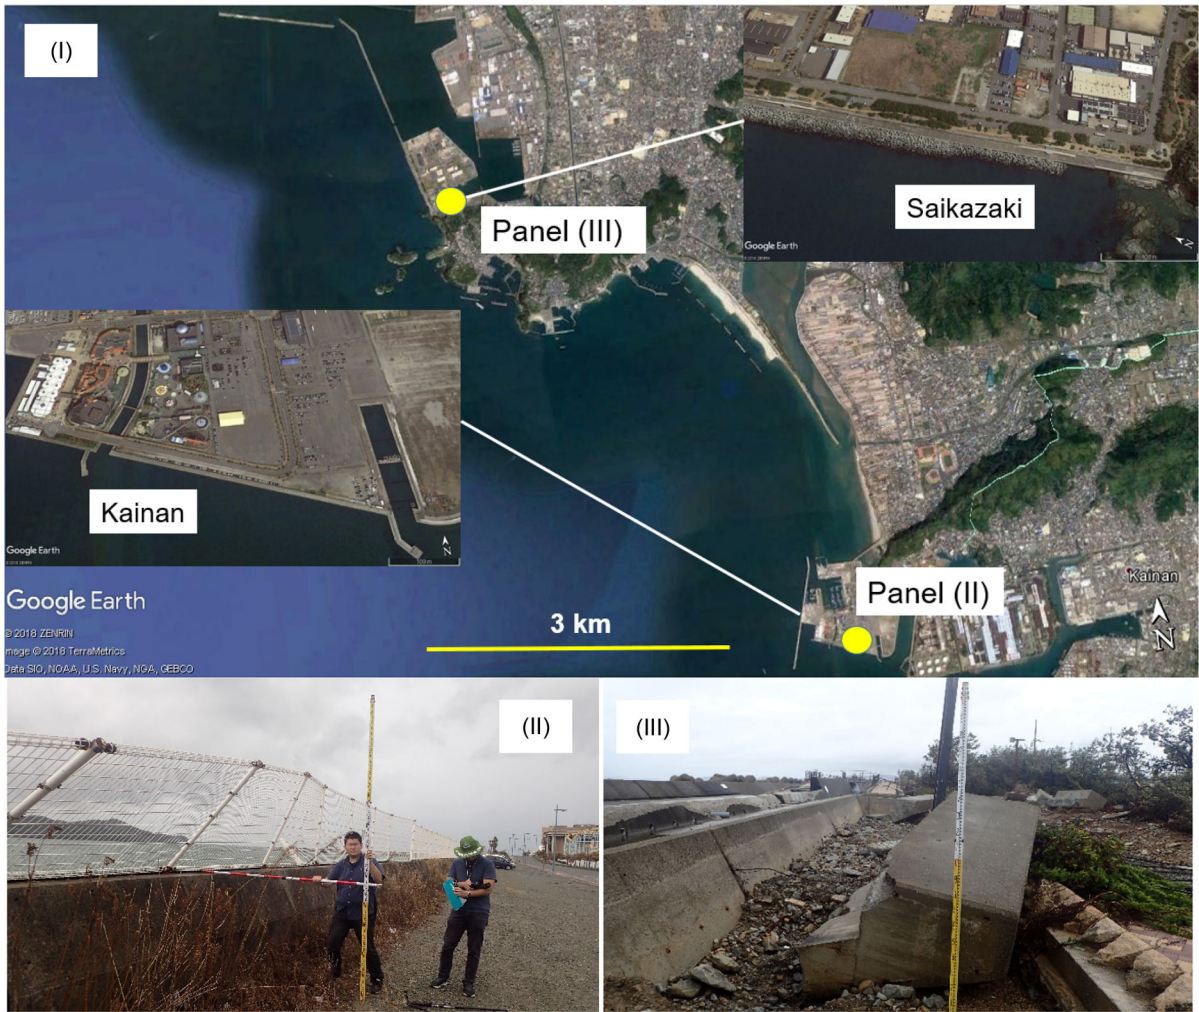 (I)
Saikazaki
Google Earth
Panel (III)
Kainan
Google Earth
N
Panel (II)
Kainan
N
3 km
Google Earth
© 2018 ZENRIN
mage © 2018 TerraMetrics
Data SIO, NOAA, U.S. Navy, NGA, GEBCO
(II)
(III)